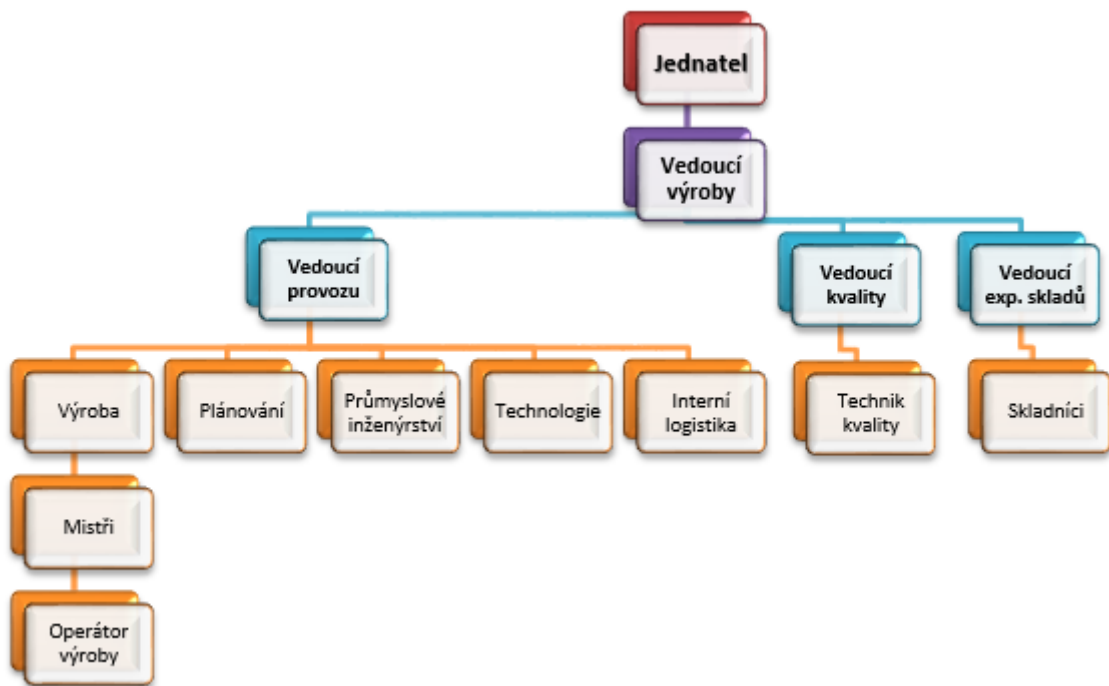 Jednatel
Vedoucí
výroby
Vedoucí
provozu
Vedoucí
kvality
Vedoucí
exp. skladů
Výroba
Plánování
Průmyslové
inženýrství
Technologie
Interní
logistika
Technik
kvality
Skladníci
Mistři
Operátor
výroby